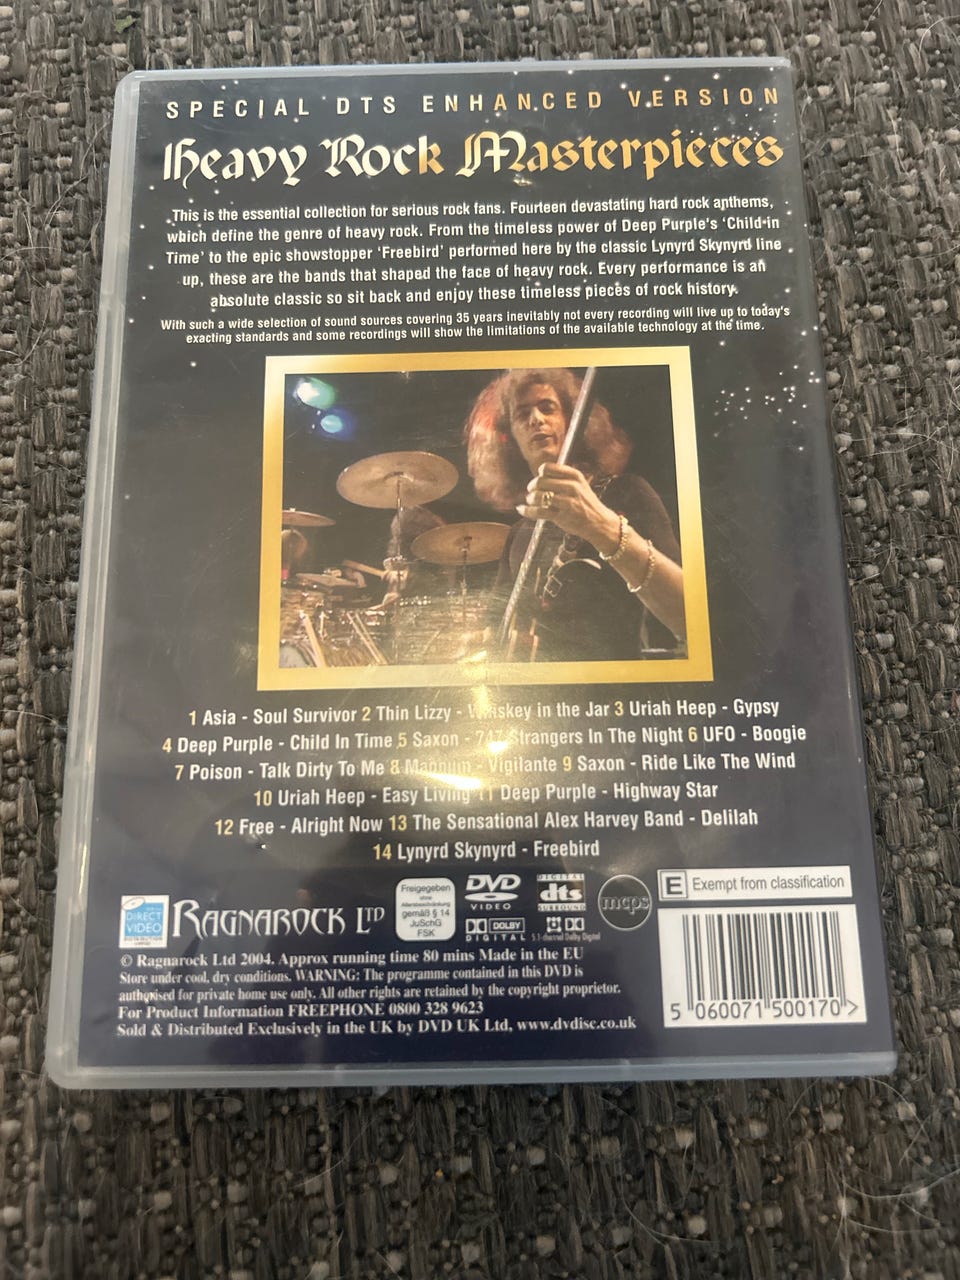 SPECIAL DTS ENHANCED VERSION
Heavy Rock Masterpieces
This is the essential collection for serious rock fans. Fourteen devastating hard rock anthems,
which define the genre of heavy rock. From the timeless power of Deep Purple's 'Child in
Time' to the epic showstopper 'Freebird' performed here by the classic Lynyrd Skynyrd line
up, these are the bands that shaped the face of heavy rock. Every performance is an
absolute classic so sit back and enjoy these timeless pieces of rock history.
With such a wide selection of sound sources covering 35 years inevitably not every recording will live up to today's
exacting standards and some recordings will show the limitations of the available technology at the time.
1 Asia - Soul Survivor 2 Thin Lizzy - Whiskey in the Jar 3 Uriah Heep - Gypsy
4 Deep Purple - Child In Time 5 Saxon - 747 Strangers In The Night 6 UFO - Boogie
7 Poison - Talk Dirty To Me 8 Magnum - Vigilante 9 Saxon - Ride Like The Wind
10 Uriah Heep - Easy Living 11 Deep Purple - Highway Star
12 Free - Alright Now 13 The Sensational Alex Harvey Band - Delilah
14 Lynyrd Skynyrd - Freebird
DIRECT
VIDEO
RAGNAROCK LTD
Freigegeben
ohne
Altersbeschränkung
gemäß § 14
JuSchG
FSK
DVD
VIDEO
DOLBY
DIGITAL
DIGITAL
dts
SURROUND
5.1-channel Dolby Digital
mcps
E Exempt from classification
5 060071 500170 >
© Ragnarock Ltd 2004. Approx running time 80 mins Made in the EU
Store under cool, dry conditions. WARNING: The programme contained in this DVD is
authorised for private home use only. All other rights are retained by the copyright proprietor.
For Product Information FREEPHONE 0800 328 9623
Sold & Distributed Exclusively in the UK by DVD UK Ltd, www.dvdisc.co.uk